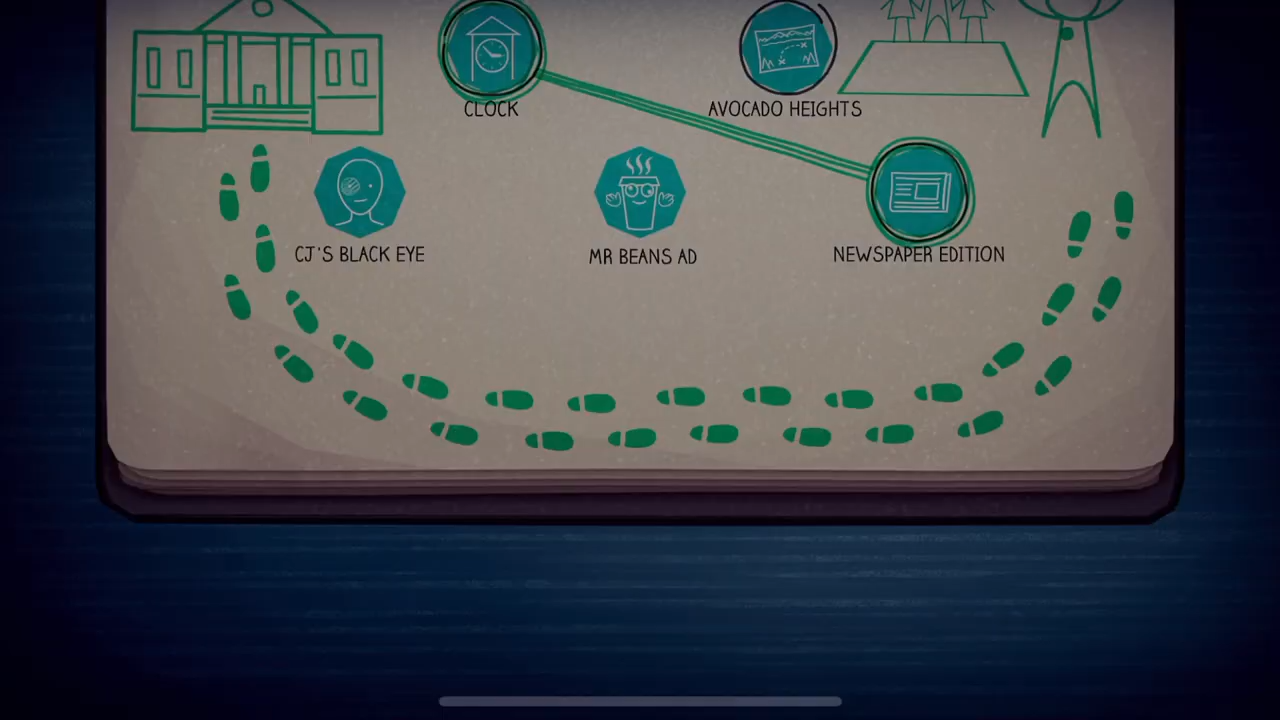 CLOCK
AVOCADO HEIGHTS
CJ'S BLACK EYE
MR BEANS AD
NEWSPAPER EDITION